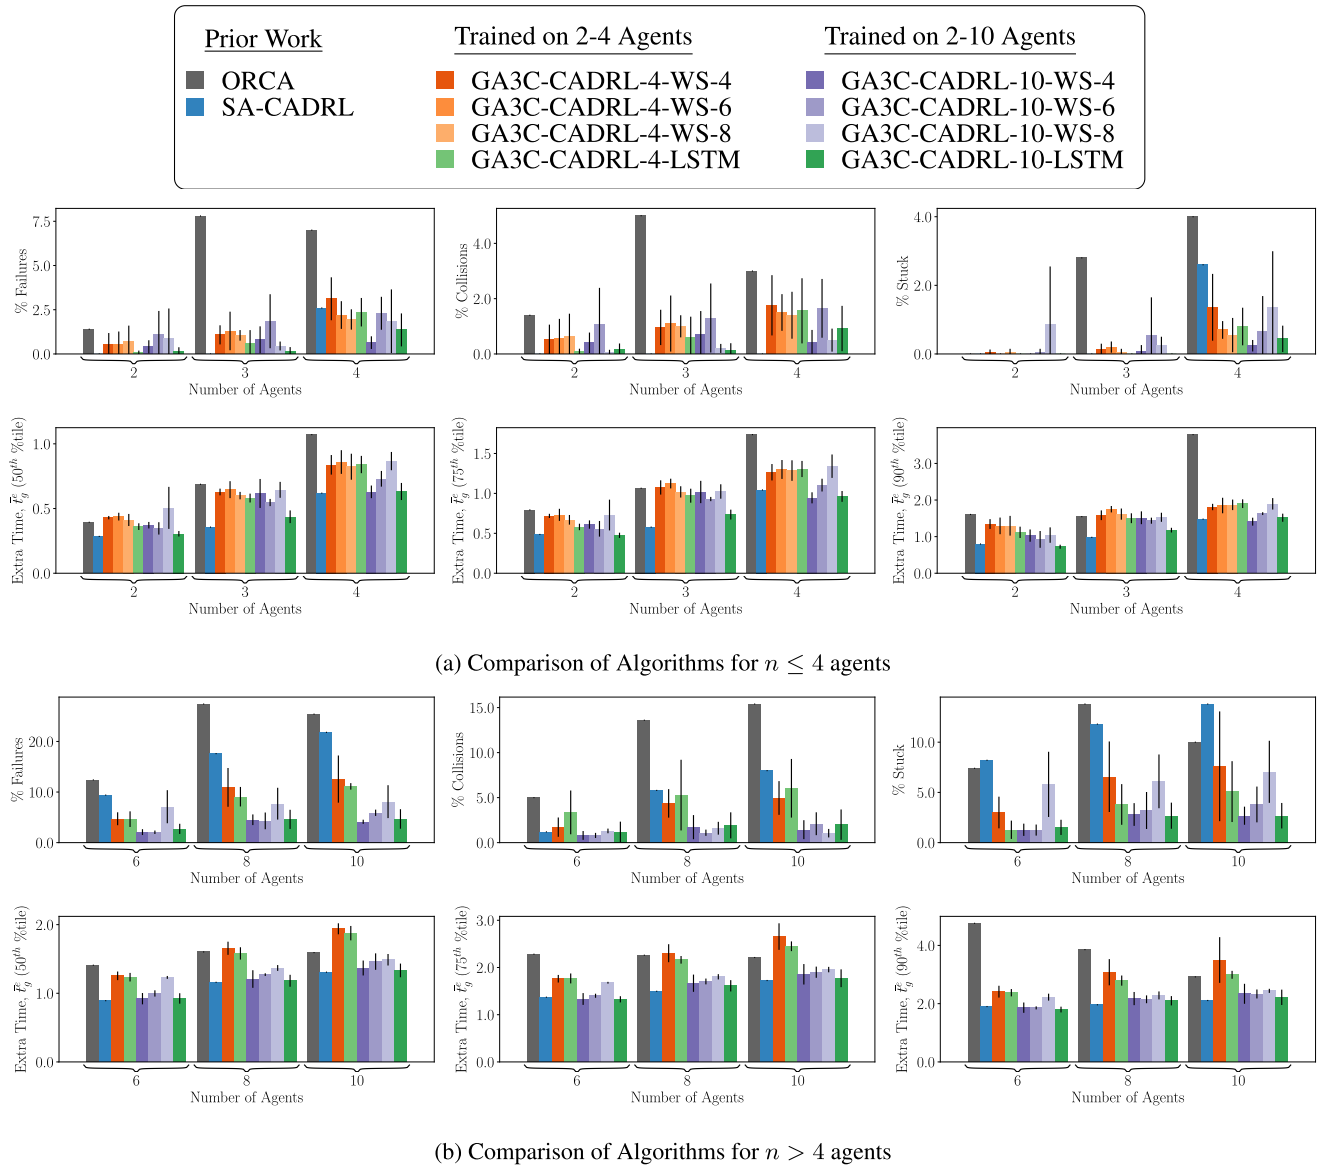 Prior Work
ORCA
SA-CADRL
Trained on 2-4 Agents
GA3C-CADRL-4-WS-4
GA3C-CADRL-4-WS-6
GA3C-CADRL-4-WS-8
GA3C-CADRL-4-LSTM
Trained on 2-10 Agents
GA3C-CADRL-10-WS-4
GA3C-CADRL-10-WS-6
GA3C-CADRL-10-WS-8
GA3C-CADRL-10-LSTM
% Failures
7.5
5.0
2.5
0.0
2 3 4
Number of Agents
% Collisions
4.0
2.0
0.0
2 3 4
Number of Agents
% Stuck
4.0
2.0
0.0
2 3 4
Number of Agents
Extra Time, t̄ᵉ_g (50th %tile)
1.0
0.5
0.0
2 3 4
Number of Agents
Extra Time, t̄ᵉ_g (75th %tile)
1.5
1.0
0.5
0.0
2 3 4
Number of Agents
Extra Time, t̄ᵉ_g (90th %tile)
3.0
2.0
1.0
0.0
2 3 4
Number of Agents
(a) Comparison of Algorithms for n ≤ 4 agents
% Failures
20.0
10.0
0.0
6 8 10
Number of Agents
% Collisions
15.0
10.0
5.0
0.0
6 8 10
Number of Agents
% Stuck
10.0
5.0
0.0
6 8 10
Number of Agents
Extra Time, t̄ᵉ_g (50th %tile)
2.0
1.0
0.0
6 8 10
Number of Agents
Extra Time, t̄ᵉ_g (75th %tile)
3.0
2.0
1.0
0.0
6 8 10
Number of Agents
Extra Time, t̄ᵉ_g (90th %tile)
4.0
2.0
0.0
6 8 10
Number of Agents
(b) Comparison of Algorithms for n > 4 agents